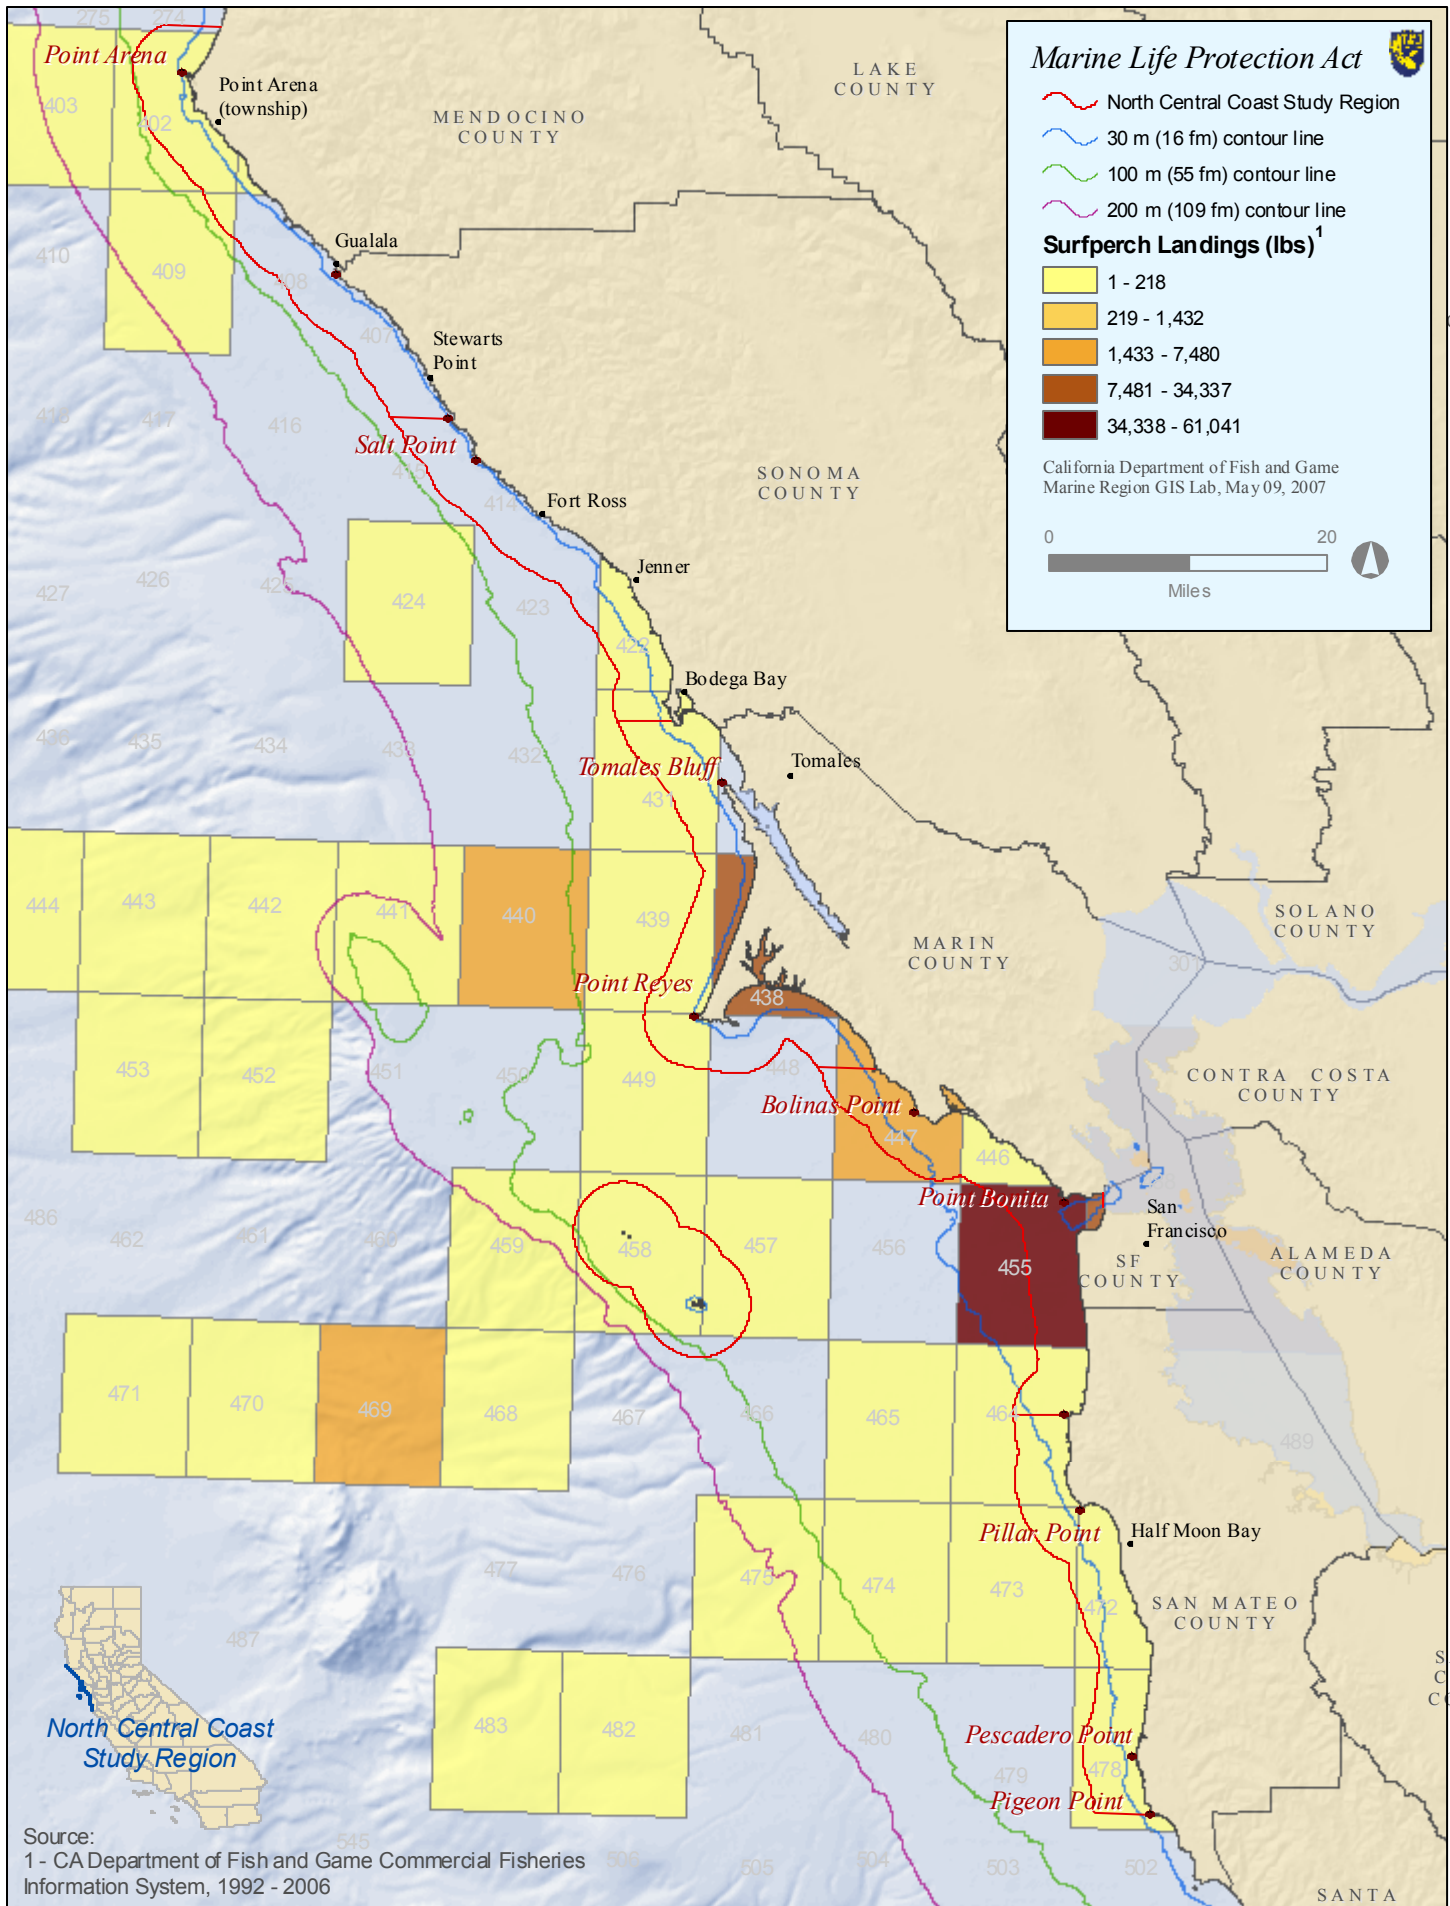 275
274
Point Arena
Point Arena
(township)
403
402
MENDOCINO
COUNTY
LAKE
COUNTY
Marine Life Protection Act
North Central Coast Study Region
30 m (16 fm) contour line
100 m (55 fm) contour line
200 m (109 fm) contour line
Surfperch Landings (lbs)1
1 - 218
219 - 1,432
1,433 - 7,480
7,481 - 34,337
34,338 - 61,041
California Department of Fish and Game
Marine Region GIS Lab, May 09, 2007
0
20
Miles
410
409
408
Gualala
407
Stewarts
Point
417
416
Salt Point
415
414
Fort Ross
SONOMA
COUNTY
427
426
425
424
423
Jenner
422
Bodega Bay
436
435
434
433
432
Tomales Bluff
Tomales
431
444
443
442
441
440
439
Point Reyes
438
MARIN
COUNTY
SOLANO
COUNTY
301
453
452
451
450
449
448
Bolinas Point
447
446
CONTRA COSTA
COUNTY
486
462
461
460
459
458
457
456
Point Bonita
455
San
Francisco
SF
COUNTY
ALAMEDA
COUNTY
471
470
469
468
467
466
465
464
489
Pillar Point
Half Moon Bay
477
476
475
474
473
472
SAN MATEO
COUNTY
487
483
482
481
480
479
478
Pescadero Point
Pigeon Point
North Central Coast
Study Region
S
C
CO
Source:
1 - CA Department of Fish and Game Commercial Fisheries
Information System, 1992 - 2006
545
506
505
504
503
502
SANTA